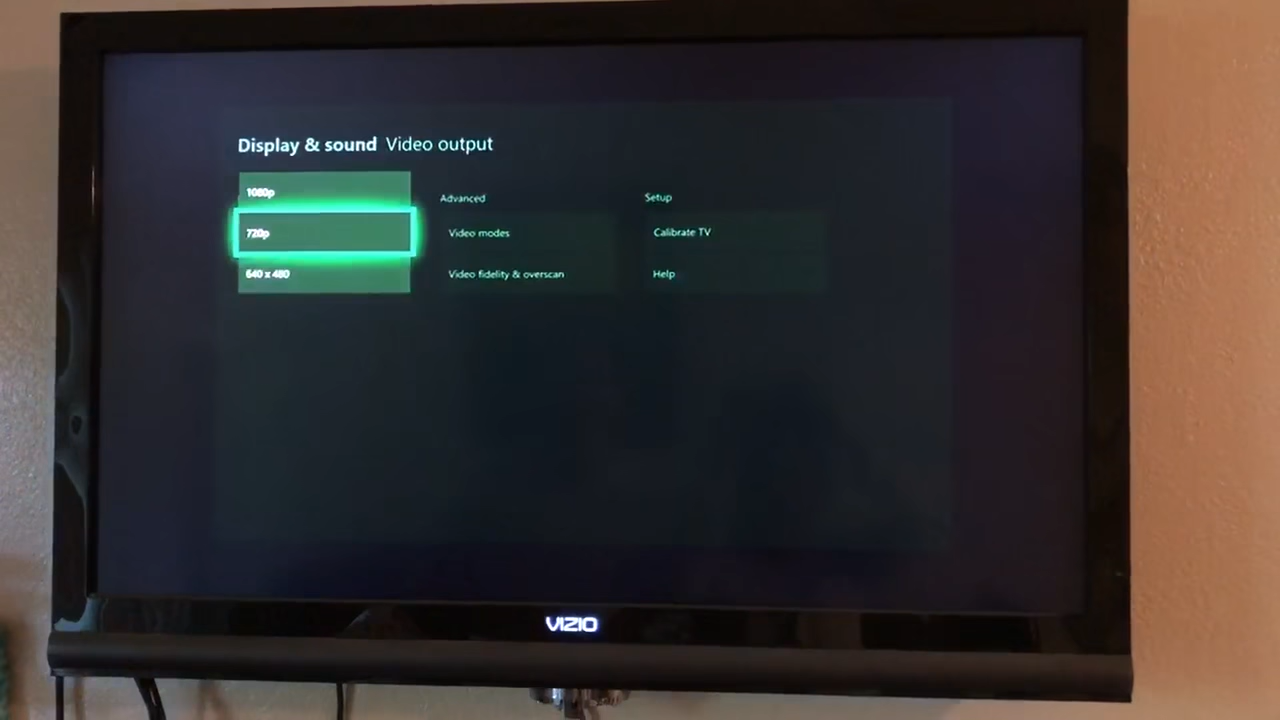 Display & sound Video output
1080p
720p
640 x 480
Advanced
Video modes
Video fidelity & overscan
Setup
Calibrate TV
Help
VIZIO